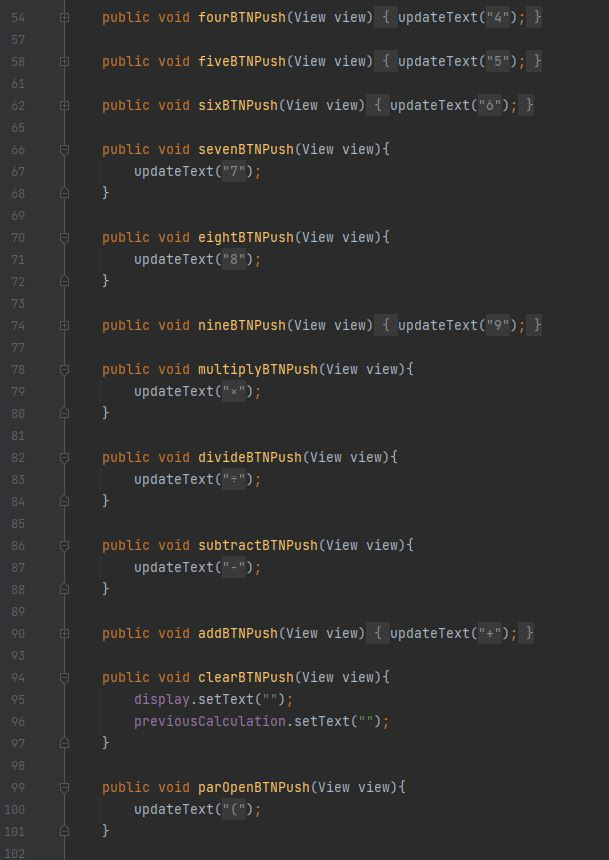 54 public void fourBTNPush(View view) { updateText("4"); }
57
58 public void fiveBTNPush(View view) { updateText("5"); }
61
62 public void sixBTNPush(View view) { updateText("6"); }
65
66 public void sevenBTNPush(View view){
67 updateText("7");
68 }
69
70 public void eightBTNPush(View view){
71 updateText("8");
72 }
73
74 public void nineBTNPush(View view) { updateText("9"); }
77
78 public void multiplyBTNPush(View view){
79 updateText("×");
80 }
81
82 public void divideBTNPush(View view){
83 updateText("÷");
84 }
85
86 public void subtractBTNPush(View view){
87 updateText("-");
88 }
89
90 public void addBTNPush(View view) { updateText("+"); }
93
94 public void clearBTNPush(View view){
95 display.setText("");
96 previousCalculation.setText("");
97 }
98
99 public void parOpenBTNPush(View view){
100 updateText("(");
101 }
102